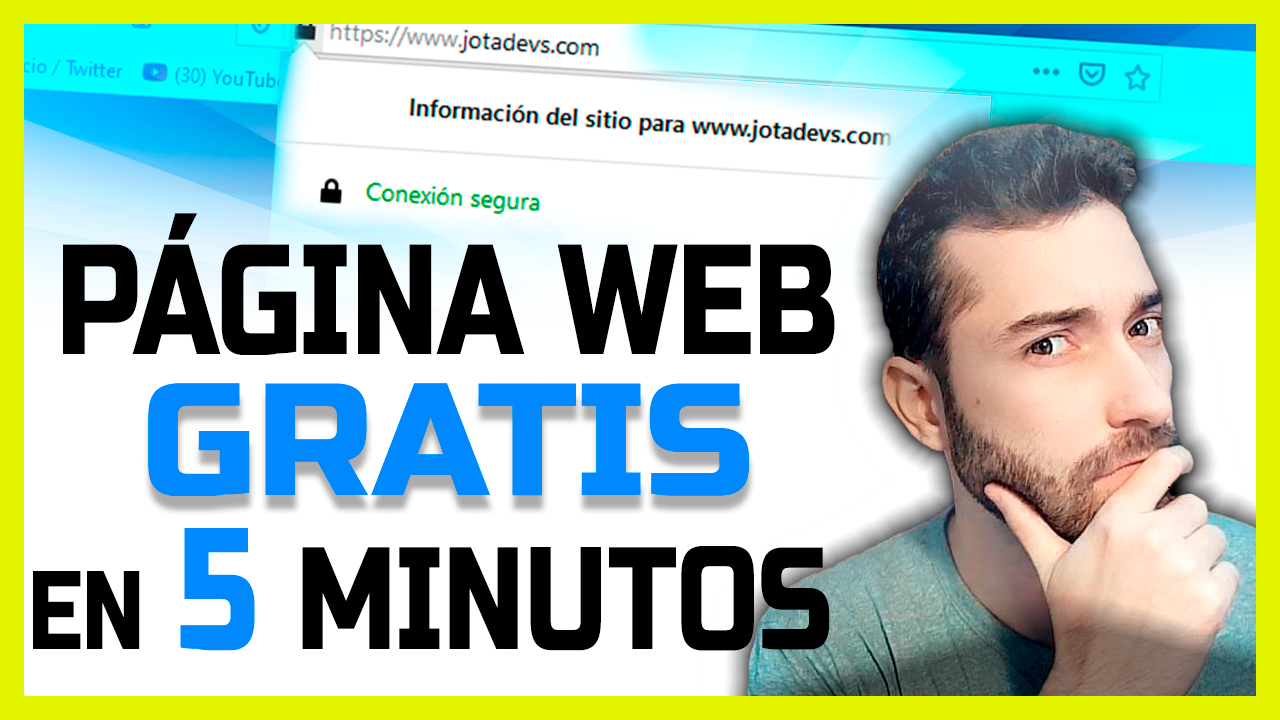 https://www.jotadevs.com
cio / Twitter (30) YouTube
Información del sitio para www.jotadevs.com
Conexión segura
PÁGINA WEB
GRATIS
EN 5 MINUTOS